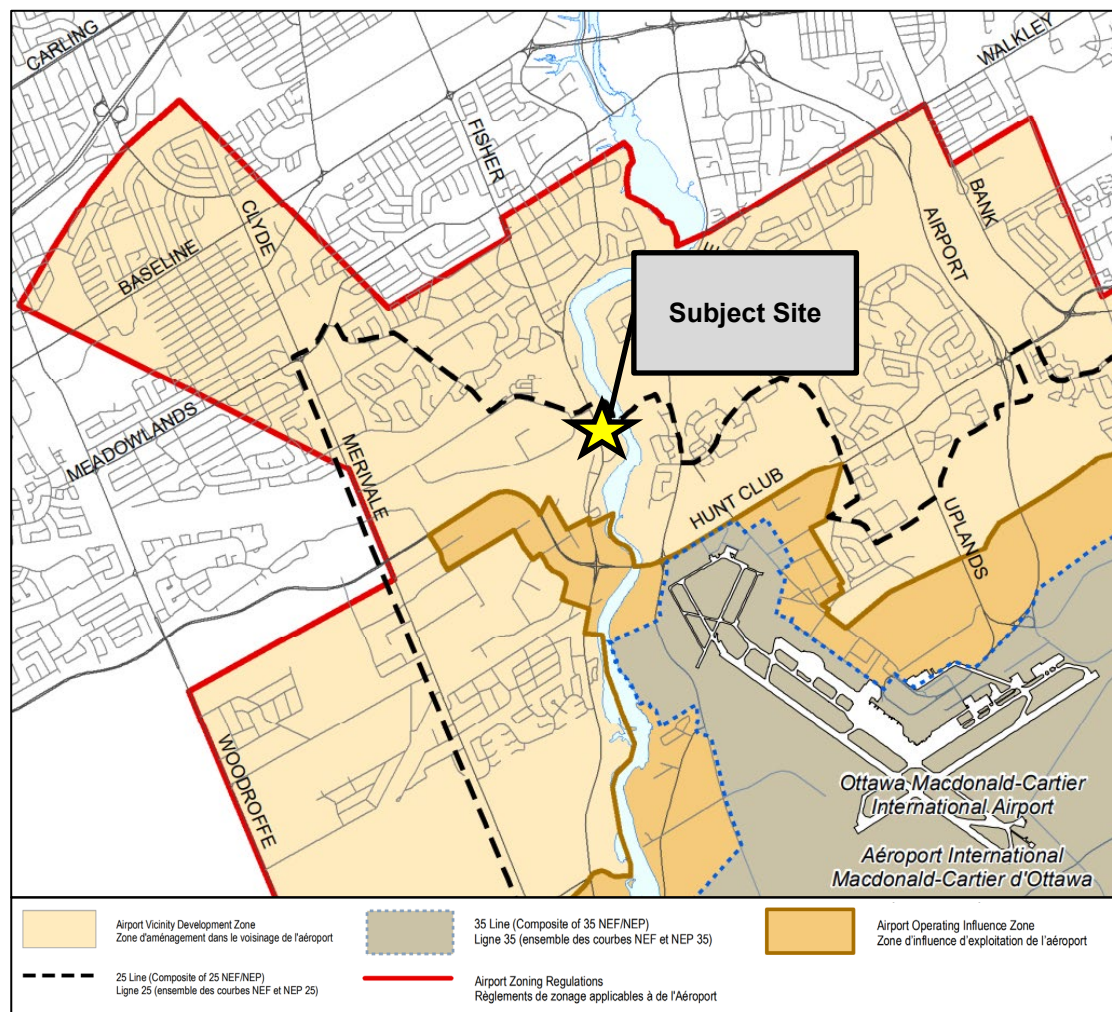 CARLING
WALKLEY
FISHER
CLYDE
BANK
AIRPORT
BASELINE
Subject Site
MEADOWLANDS
MERIVALE
HUNT CLUB
UPLANDS
WOODROFFE
Ottawa Macdonald-Cartier
International Airport
Aéroport International
Macdonald-Cartier d'Ottawa
Airport Vicinity Development Zone
Zone d'aménagement dans le voisinage de l'aéroport
35 Line (Composite of 35 NEF/NEP)
Ligne 35 (ensemble des courbes NEF et NEP 35)
Airport Operating Influence Zone
Zone d'influence d'exploitation de l'aéroport
25 Line (Composite of 25 NEF/NEP)
Ligne 25 (ensemble des courbes NEF et NEP 25)
Airport Zoning Regulations
Règlements de zonage applicables à de l'Aéroport